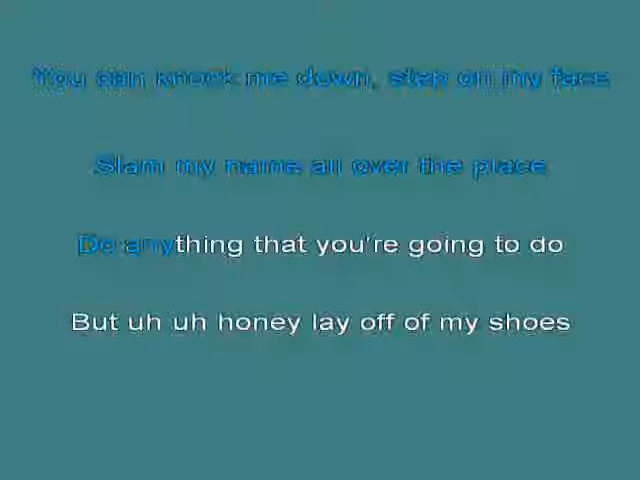 You can knock me down, step on my face
Slam my name all over the place
Do anything that you're going to do
But uh uh honey lay off of my shoes